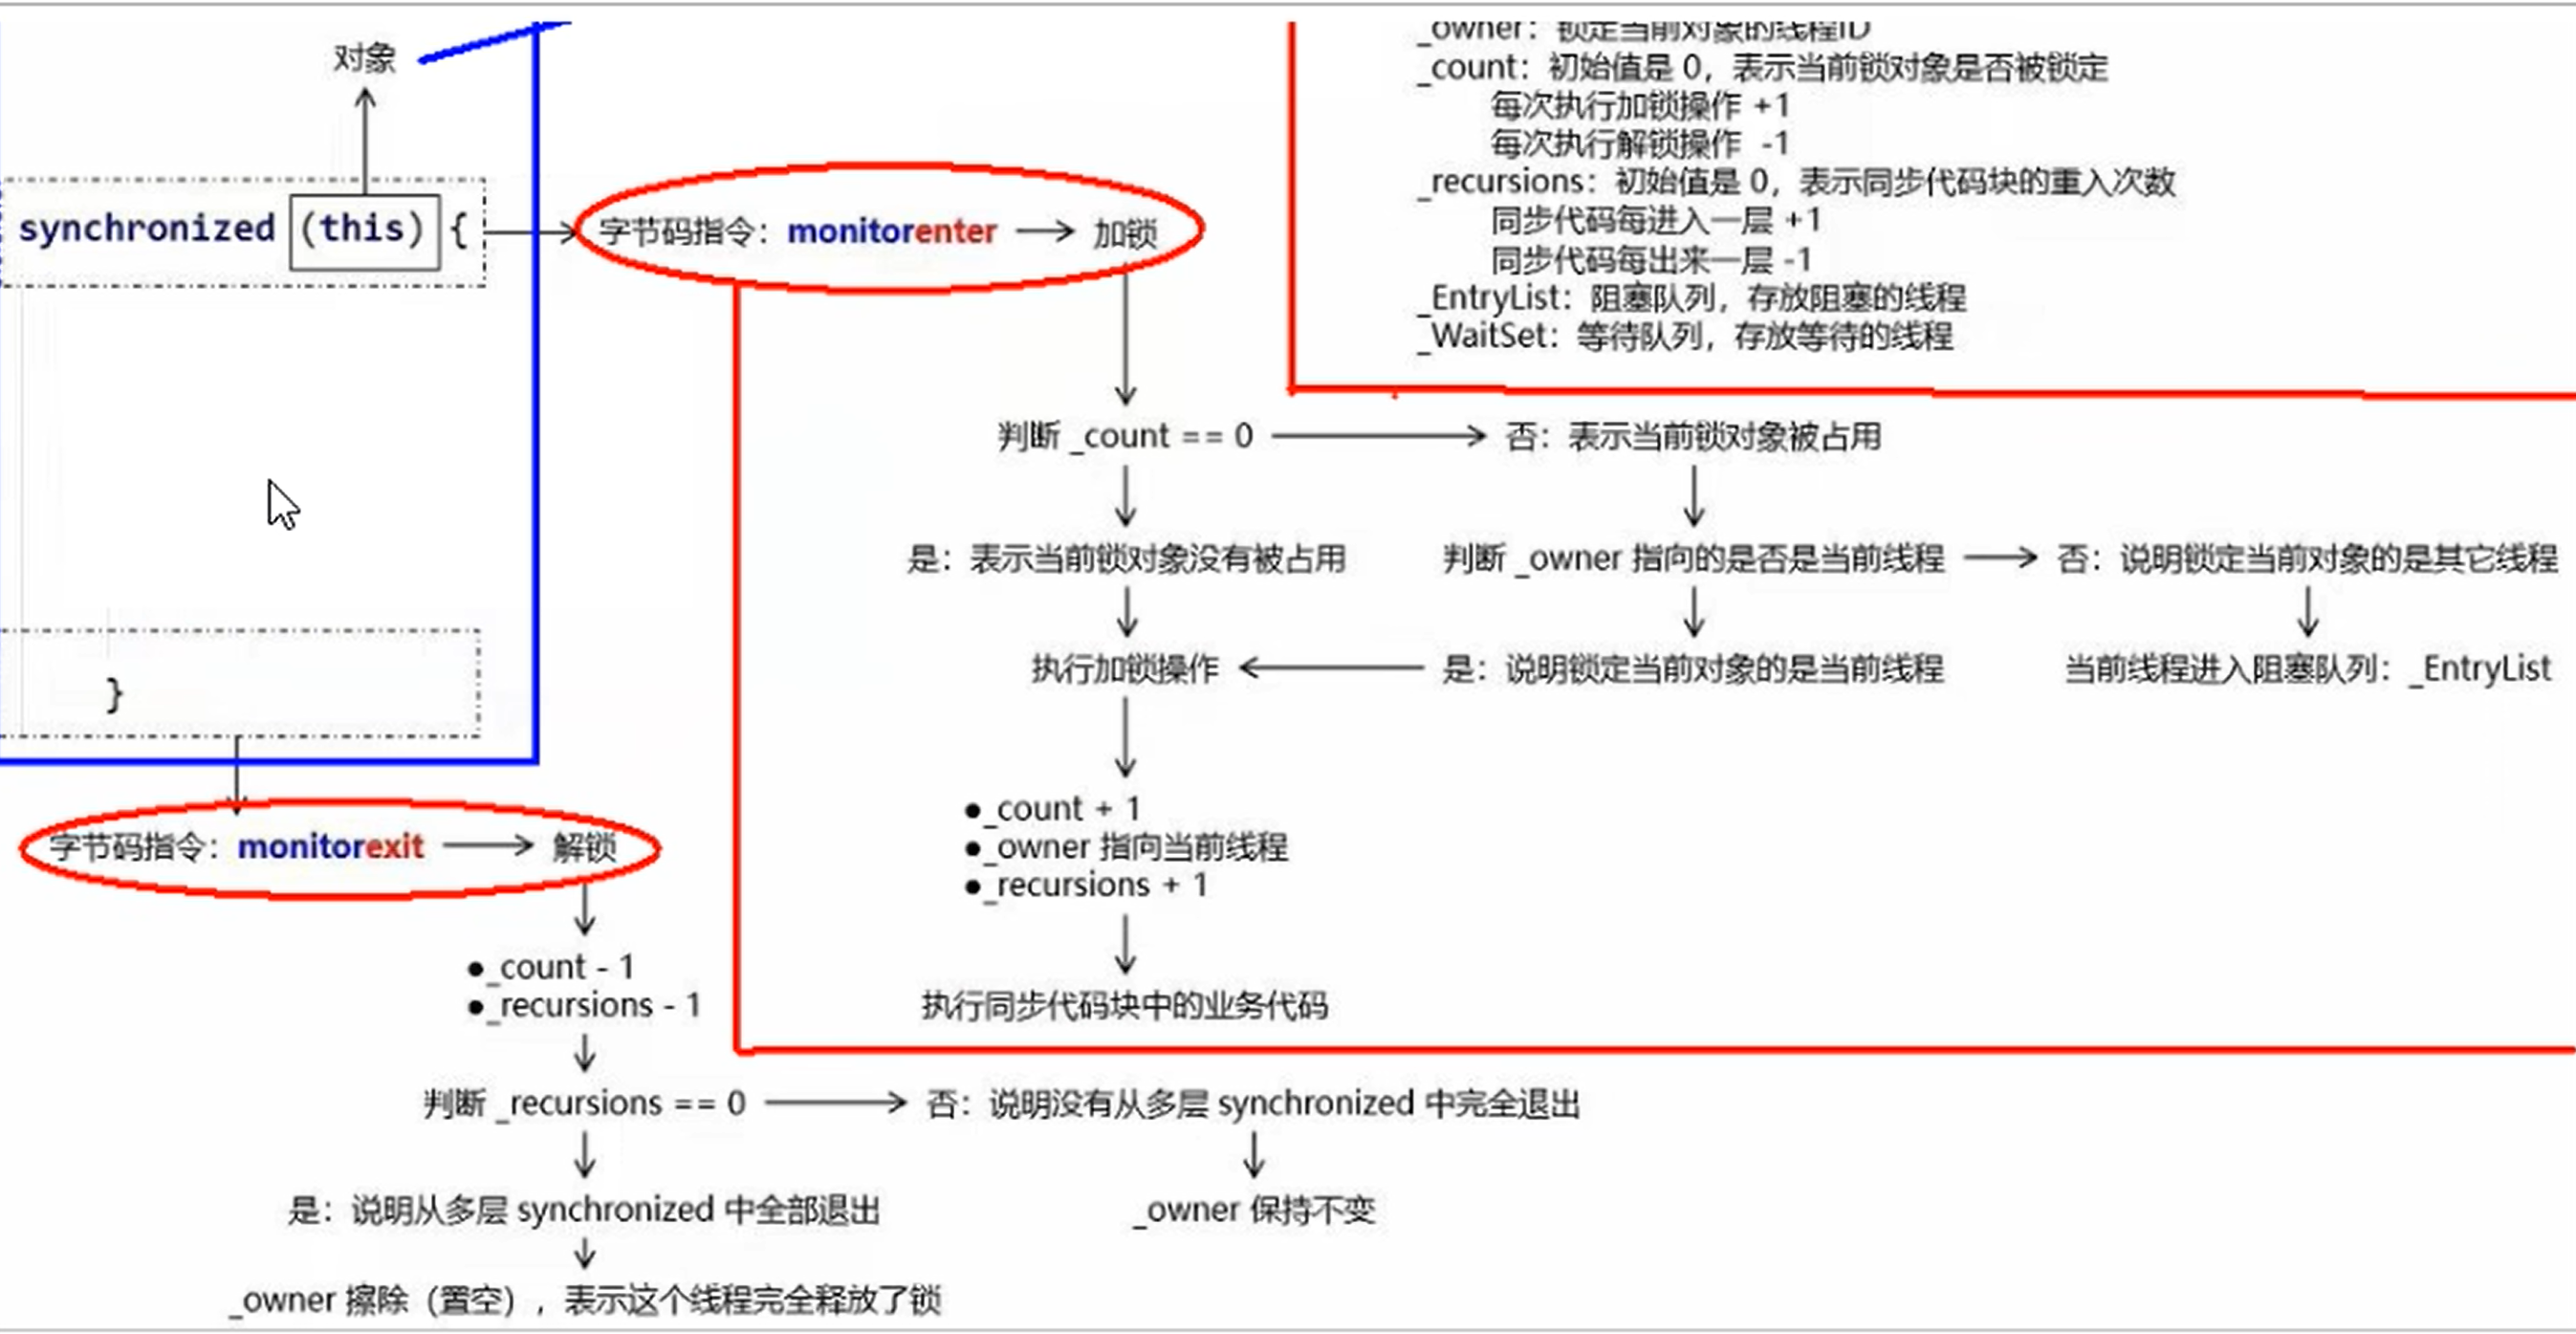 _owner：锁定当前对象的线程ID
_count：初始值是 0，表示当前锁对象是否被锁定
每次执行加锁操作 +1
每次执行解锁操作 -1
_recursions：初始值是 0，表示同步代码块的重入次数
同步代码每进入一层 +1
同步代码每出来一层 -1
_EntryList：阻塞队列，存放阻塞的线程
_WaitSet：等待队列，存放等待的线程
对象
synchronized (this) {
字节码指令：monitorenter → 加锁
判断 _count == 0
否：表示当前锁对象被占用
是：表示当前锁对象没有被占用
判断 _owner 指向的是否是当前线程
否：说明锁定当前对象的是其它线程
执行加锁操作
是：说明锁定当前对象的是当前线程
当前线程进入阻塞队列：_EntryList
}
●_count + 1
●_owner 指向当前线程
●_recursions + 1
执行同步代码块中的业务代码
字节码指令：monitorexit → 解锁
●_count - 1
●_recursions - 1
判断 _recursions == 0
否：说明没有从多层 synchronized 中完全退出
是：说明从多层 synchronized 中全部退出
_owner 保持不变
_owner 擦除（置空），表示这个线程完全释放了锁